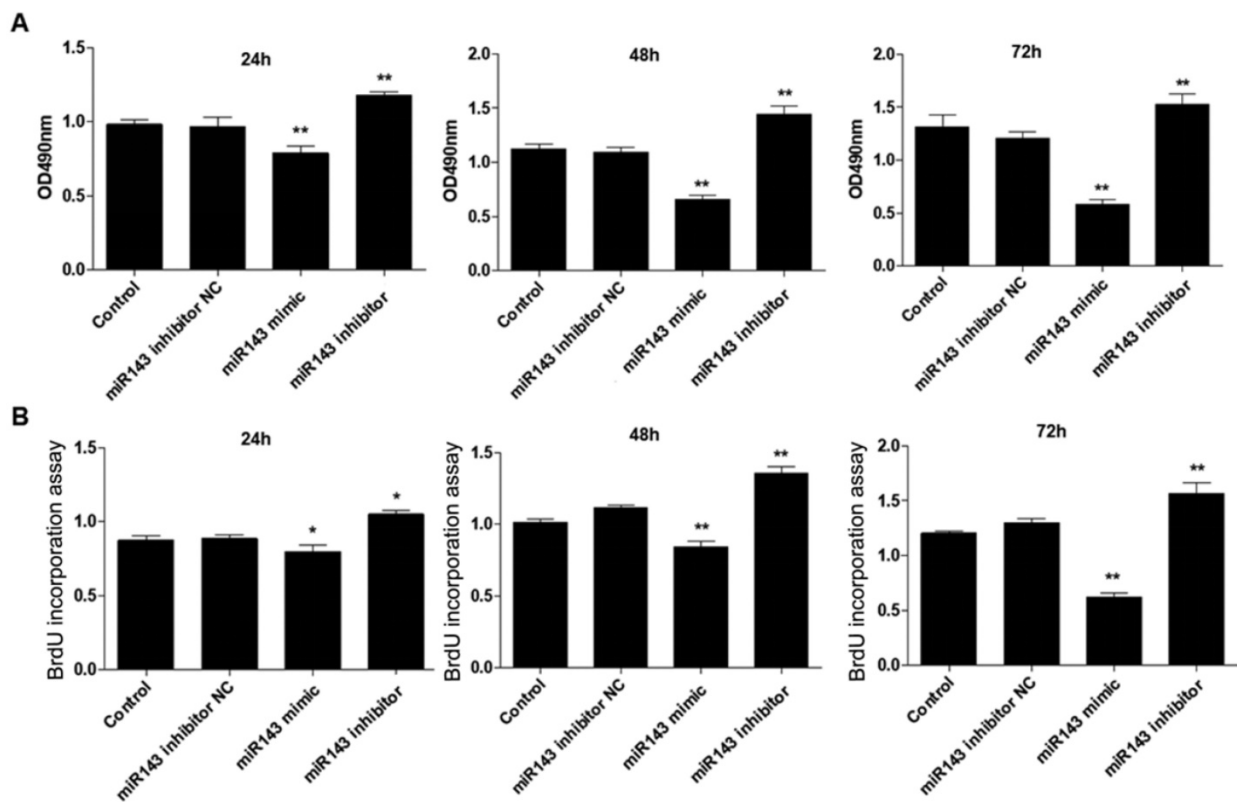 A
24h
OD490nm
1.5
1.0
0.5
0.0
**
**
Control
miR143 inhibitor NC
miR143 mimic
miR143 inhibitor
48h
OD490nm
2.0
1.5
1.0
0.5
0.0
**
**
Control
miR143 inhibitor NC
miR143 mimic
miR143 inhibitor
72h
OD490nm
2.0
1.5
1.0
0.5
0.0
**
**
Control
miR143 inhibitor NC
miR143 mimic
miR143 inhibitor
B
24h
BrdU incorporation assay
1.5
1.0
0.5
0.0
*
*
Control
miR143 inhibitor NC
miR143 mimic
miR143 inhibitor
48h
BrdU incorporation assay
1.5
1.0
0.5
0.0
**
**
Control
miR143 inhibitor NC
miR143 mimic
miR143 inhibitor
72h
BrdU incorporation assay
2.0
1.5
1.0
0.5
0.0
**
**
Control
miR143 inhibitor NC
miR143 mimic
miR143 inhibitor